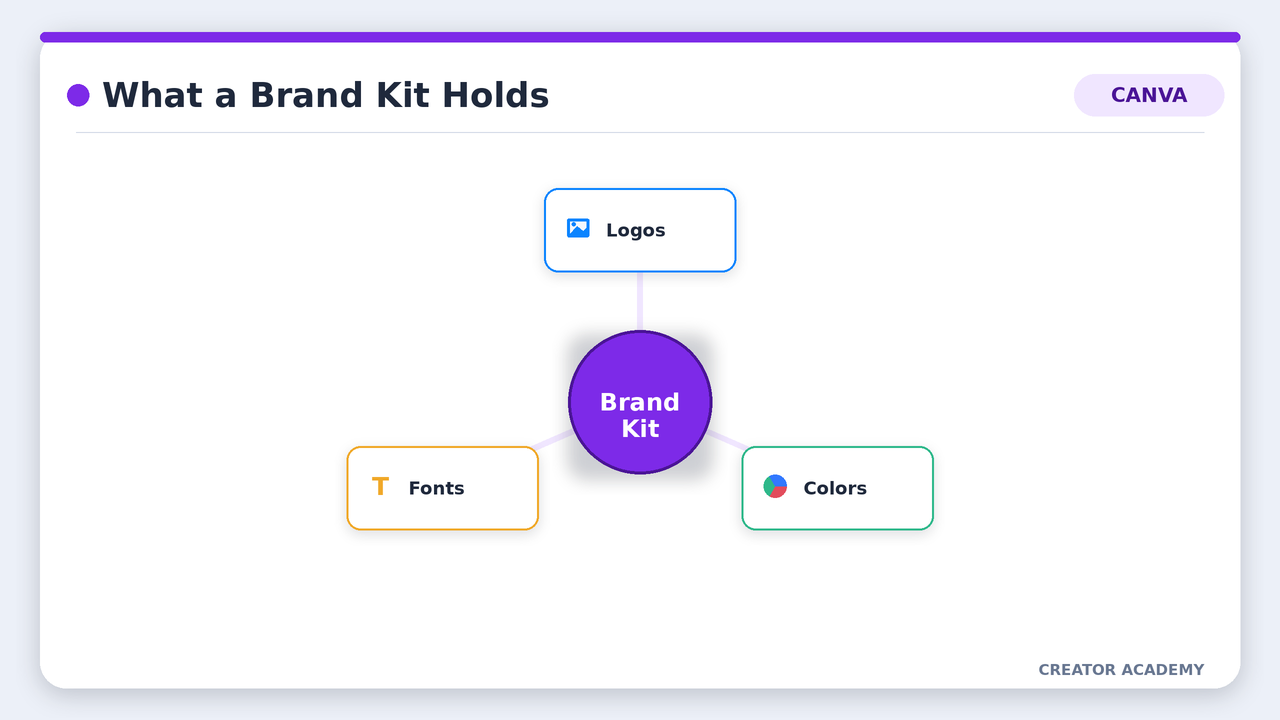 What a Brand Kit Holds
CANVA
Logos
Brand
Kit
T Fonts
Colors
CREATOR ACADEMY